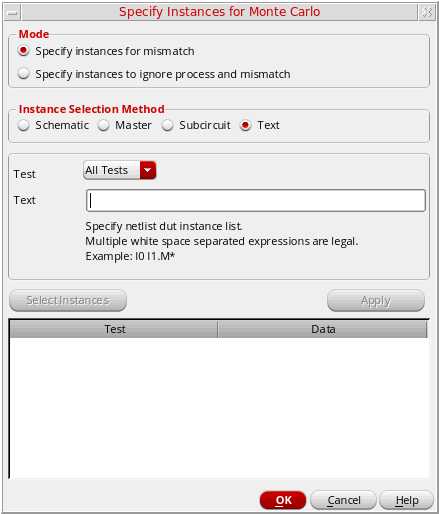 Specify Instances for Monte Carlo
Mode
Specify instances for mismatch
Specify instances to ignore process and mismatch
Instance Selection Method
Schematic Master Subcircuit Text
Test All Tests
Text
Specify netlist dut instance list.
Multiple white space separated expressions are legal.
Example: I0 I1.M*
Select Instances Apply
Test Data
OK Cancel Help